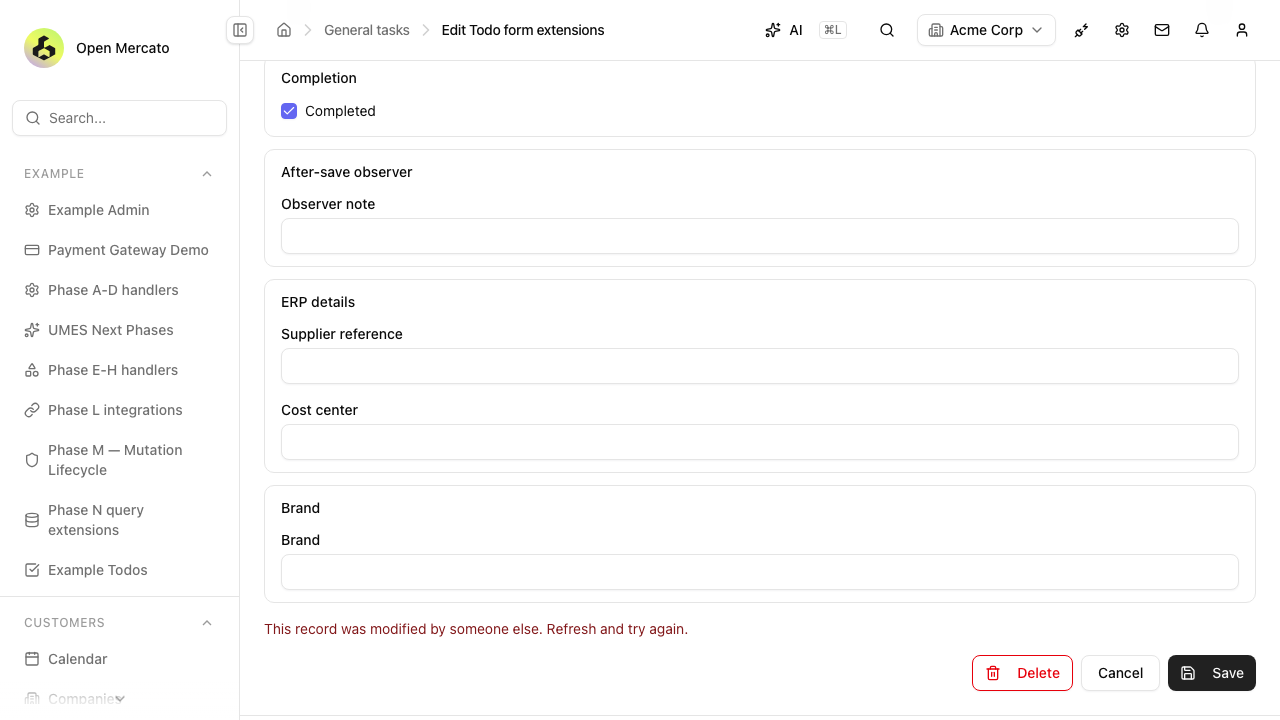 Open Mercato
Search...
EXAMPLE
Example Admin
Payment Gateway Demo
Phase A-D handlers
UMES Next Phases
Phase E-H handlers
Phase L integrations
Phase M — Mutation
Lifecycle
Phase N query
extensions
Example Todos
CUSTOMERS
Calendar
Companies
General tasks
Edit Todo form extensions
AI
⌘L
Acme Corp
Completion
Completed
After-save observer
Observer note
ERP details
Supplier reference
Cost center
Brand
Brand
This record was modified by someone else. Refresh and try again.
Delete
Cancel
Save